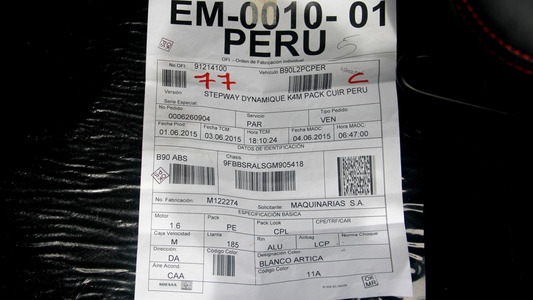 EM-0010- 01
PERU 5
OFI - Orden de Fabricación individual
No.OFI: 91214100 Vehículo B90L2PCPER
77 C
Versión STEPWAY DYNAMIQUE K4M PACK CUIR PERU
Serie Especial:
No Pedido: 0006260904 Servicio PAR Tipo Pedido: VEN
Fecha Prod: 01.06.2015 Fecha TCM 03.06.2015 Hora TCM 18:10:24 Fecha MADC Hora MADC 06:47:00
DATOS DE IDENTIFICACIÓN
B90 ABS Chasis 9FBBSRALSGM905418
No. Fabricación M122274 Solicitante: MAQUINARIAS S.A.
ESPECIFICACIÓN BÁSICA
Motor 1.6 Pack PE Pack Look CPL CPE/TRF/CAR
Caja Velocidad M Llanta 185 Rin ALU Airbag LCP Norma Choque
Dirección: DA Código Color Designación Color BLANCO ARTICA
Aire Acond. CAA Código Color 11A
SOFASA
OK
MR